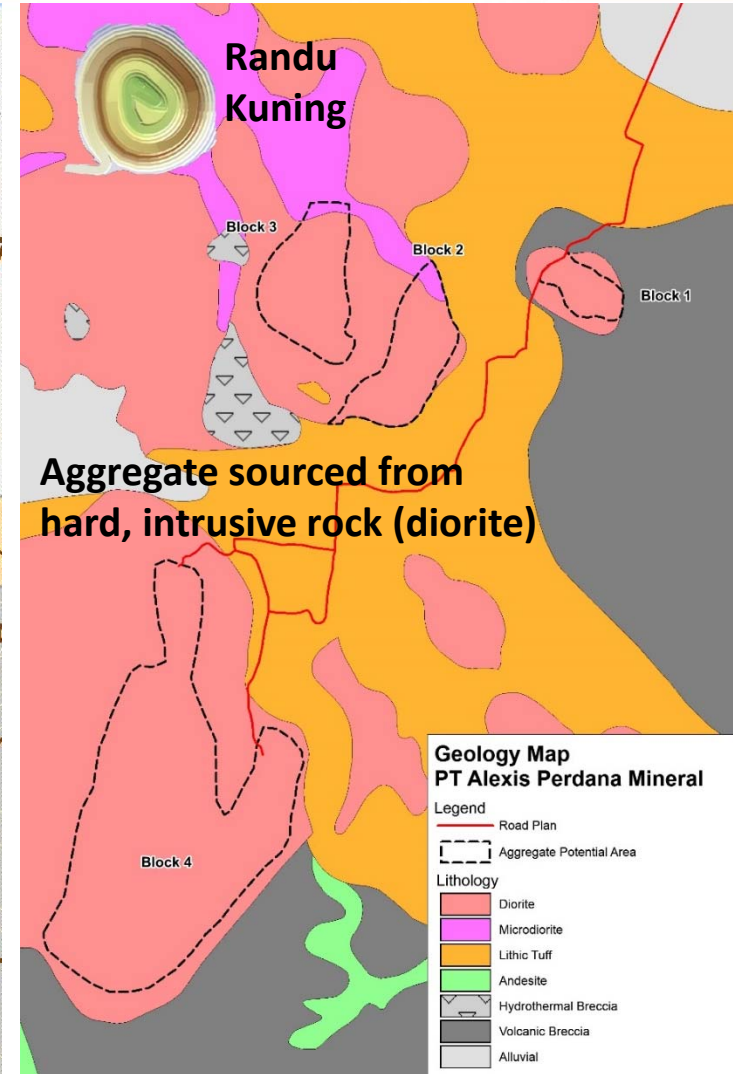 Randu
Kuning
Block 3
Block 2
Block 1
Aggregate sourced from
hard, intrusive rock (diorite)
Block 4
Geology Map
PT Alexis Perdana Mineral
Legend
Road Plan
Aggregate Potential Area
Lithology
Diorite
Microdiorite
Lithic Tuff
Andesite
Hydrothermal Breccia
Volcanic Breccia
Alluvial